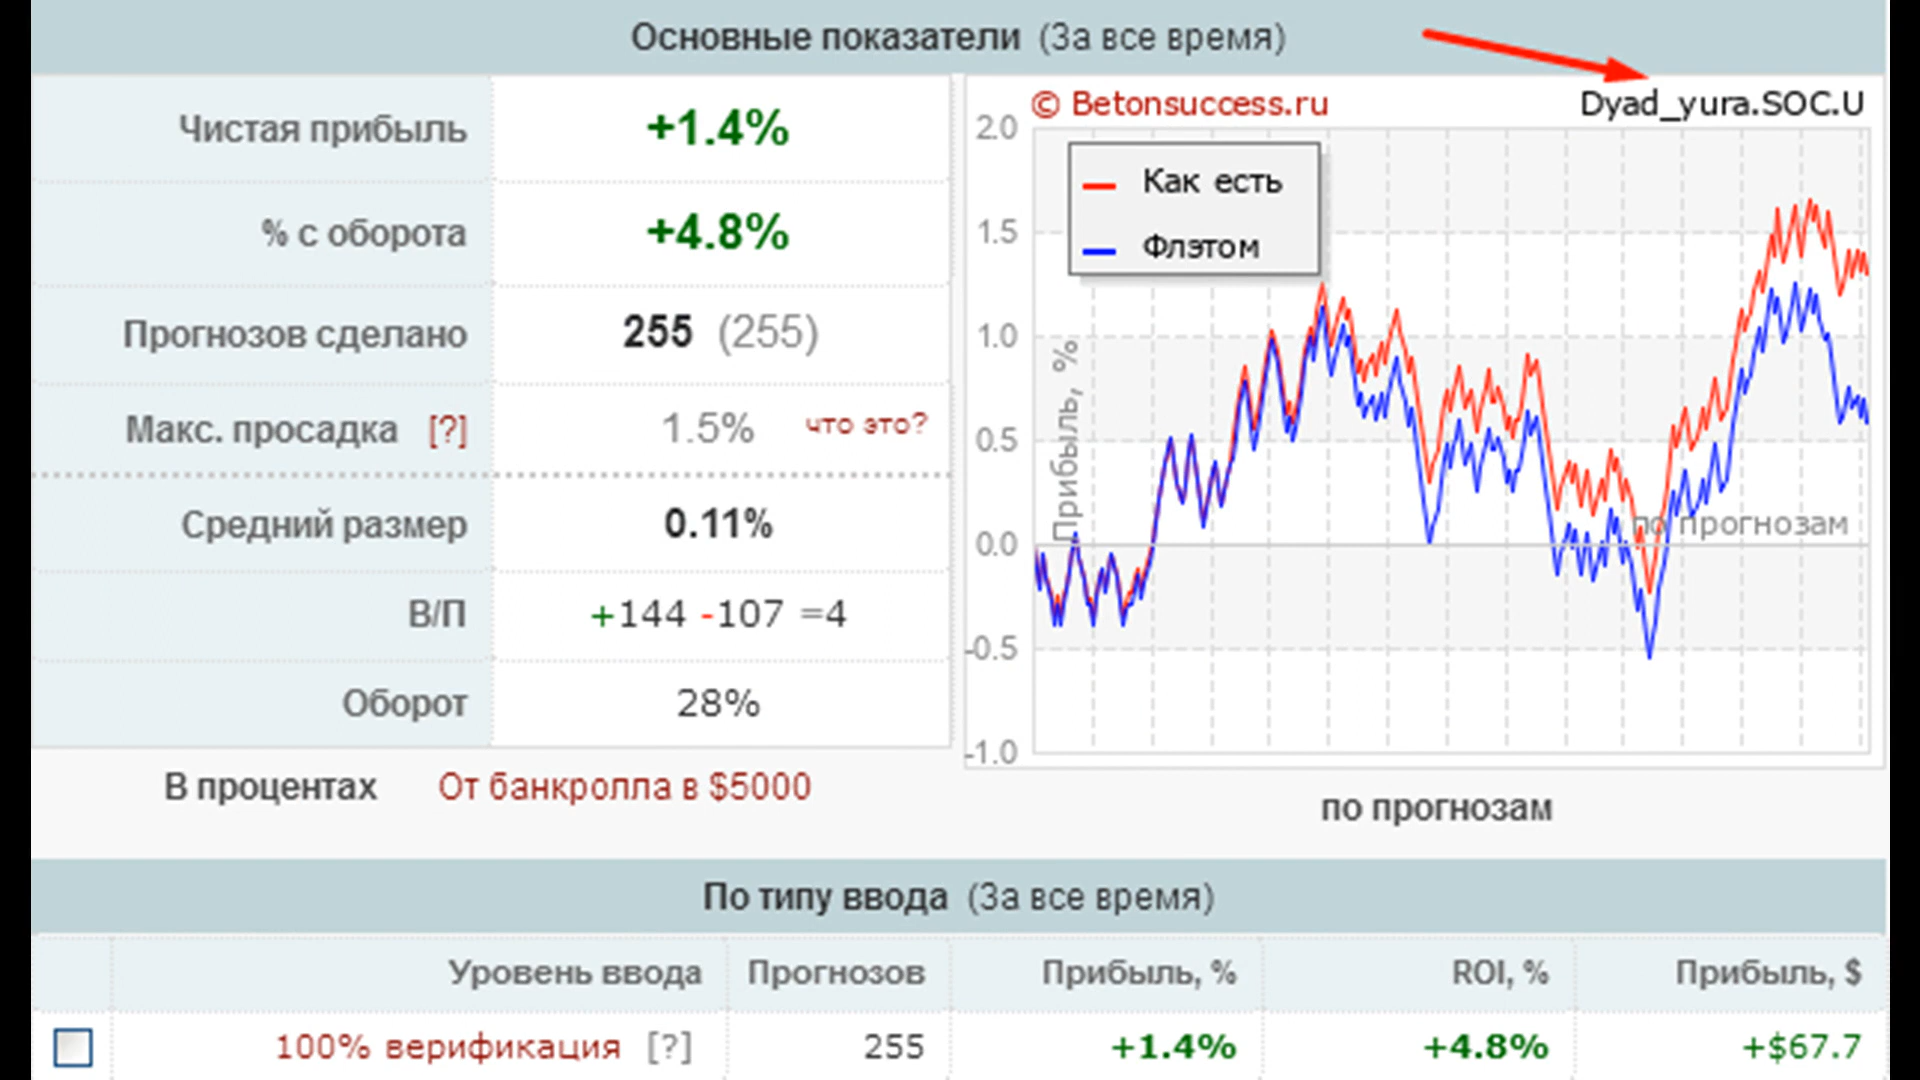 Основные показатели (За все время)
Чистая прибыль +1.4%
% с оборота +4.8%
Прогнозов сделано 255 (255)
Макс. просадка [?] 1.5% что это?
Средний размер 0.11%
В/П +144 -107 =4
Оборот 28%
В процентах От банкролла в $5000
© Betonsuccess.ru Dyad_yura.SOC.U
Как есть
Флэтом
2.0
1.5
1.0
0.5
0.0
-0.5
-1.0
Прибыль, %
по прогнозам
по прогнозам
По типу ввода (За все время)
Уровень ввода Прогнозов Прибыль, % ROI, % Прибыль, $
100% верификация [?] 255 +1.4% +4.8% +$67.7